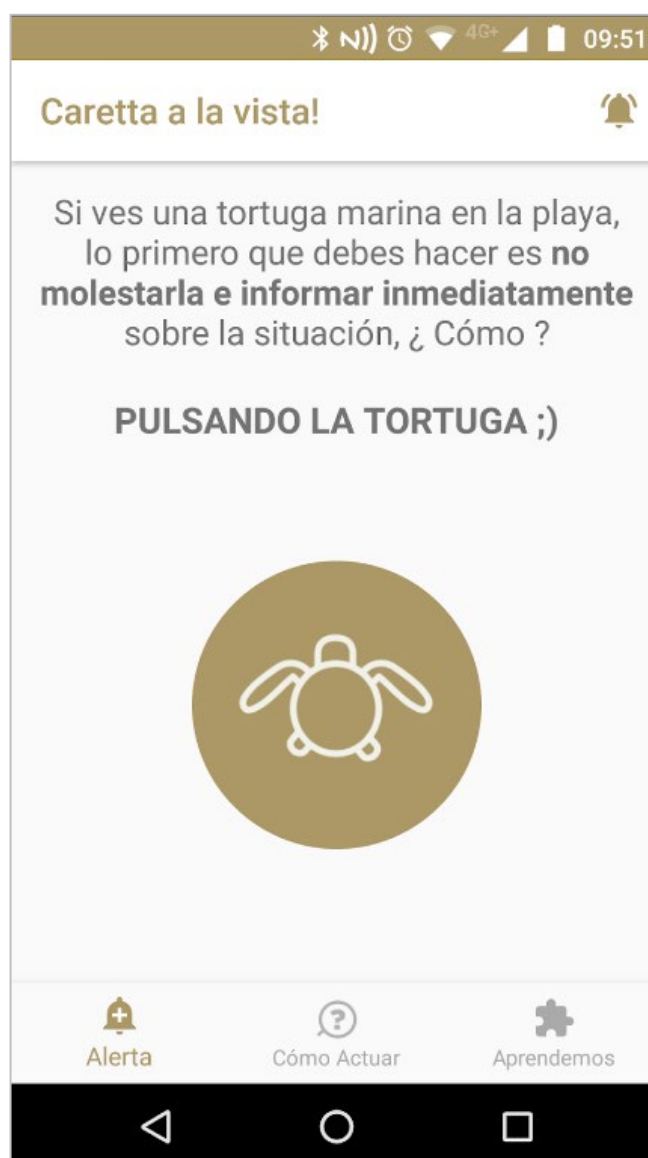 4G+ 09:51
Caretta a la vista!
Si ves una tortuga marina en la playa,
lo primero que debes hacer es no
molestarla e informar inmediatamente
sobre la situación, ¿ Cómo ?
PULSANDO LA TORTUGA ;)
Alerta Cómo Actuar Aprendemos